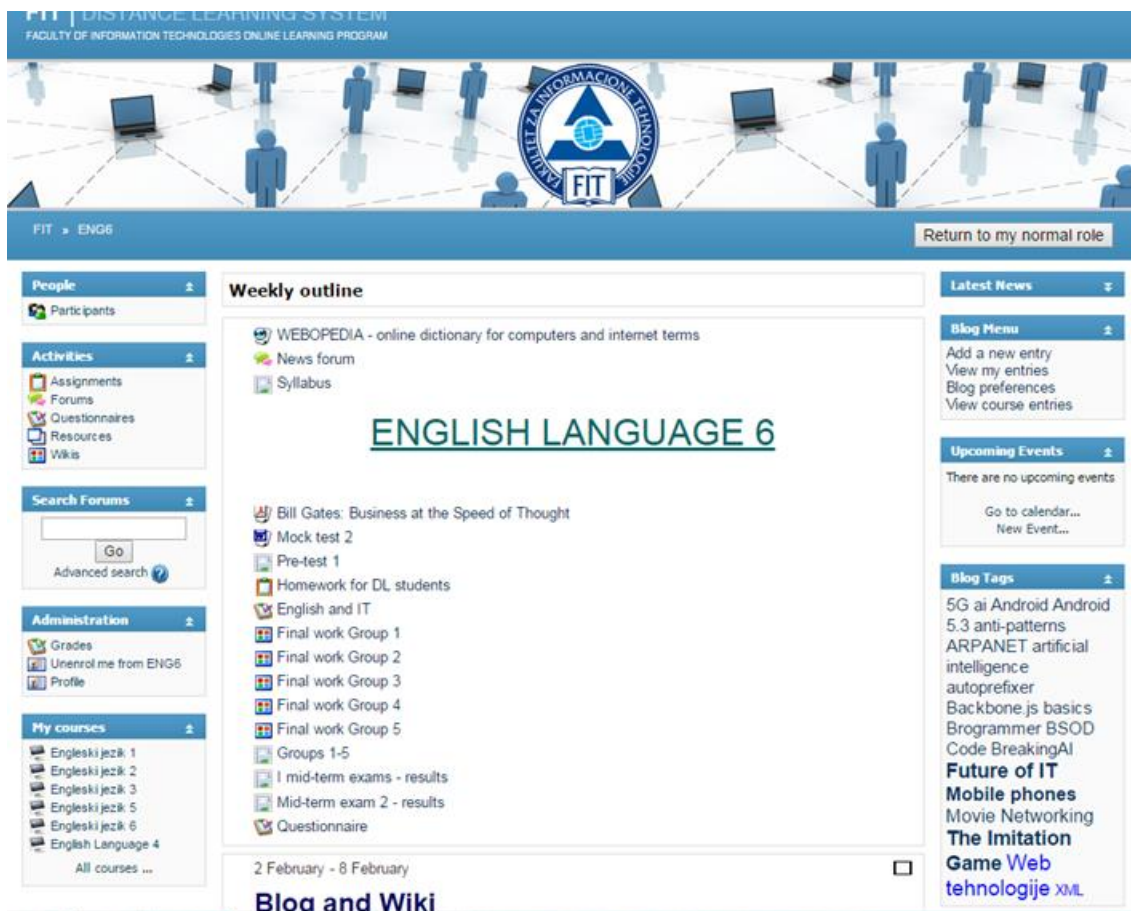 FIT | DISTANCE LEARNING SYSTEM
FACULTY OF INFORMATION TECHNOLOGIES ONLINE LEARNING PROGRAM
FAKULTET ZA INFORMACIONE TEHNOLOGIJE
FIT
FIT » ENG6
Return to my normal role
People
Participants
Activities
Assignments
Forums
Questionnaires
Resources
Wikis
Search Forums
Go
Advanced search
Administration
Grades
Unenrol me from ENG6
Profile
My courses
Engleski jezik 1
Engleski jezik 2
Engleski jezik 3
Engleski jezik 5
Engleski jezik 6
English Language 4
All courses ...
Weekly outline
WEBOPEDIA - online dictionary for computers and internet terms
News forum
Syllabus
ENGLISH LANGUAGE 6
Bill Gates: Business at the Speed of Thought
Mock test 2
Pre-test 1
Homework for DL students
English and IT
Final work Group 1
Final work Group 2
Final work Group 3
Final work Group 4
Final work Group 5
Groups 1-5
I mid-term exams - results
Mid-term exam 2 - results
Questionnaire
2 February - 8 February
Blog and Wiki
Latest News
Blog Menu
Add a new entry
View my entries
Blog preferences
View course entries
Upcoming Events
There are no upcoming events
Go to calendar...
New Event...
Blog Tags
5G ai Android Android
5.3 anti-patterns
ARPANET artificial
intelligence
autoprefixer
Backbone.js basics
Brogrammer BSOD
Code BreakingAI
Future of IT
Mobile phones
Movie Networking
The Imitation
Game Web
tehnologije XML